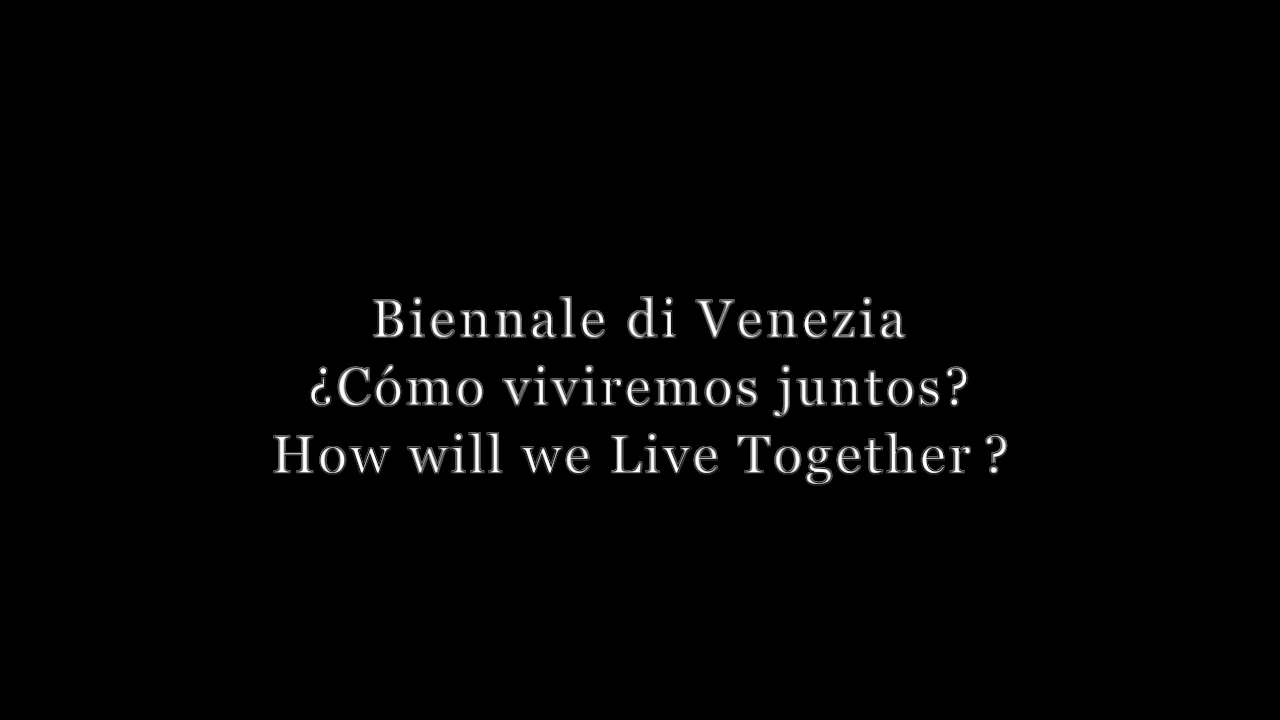 Biennale di Venezia
¿Cómo viviremos juntos?
How will we Live Together ?